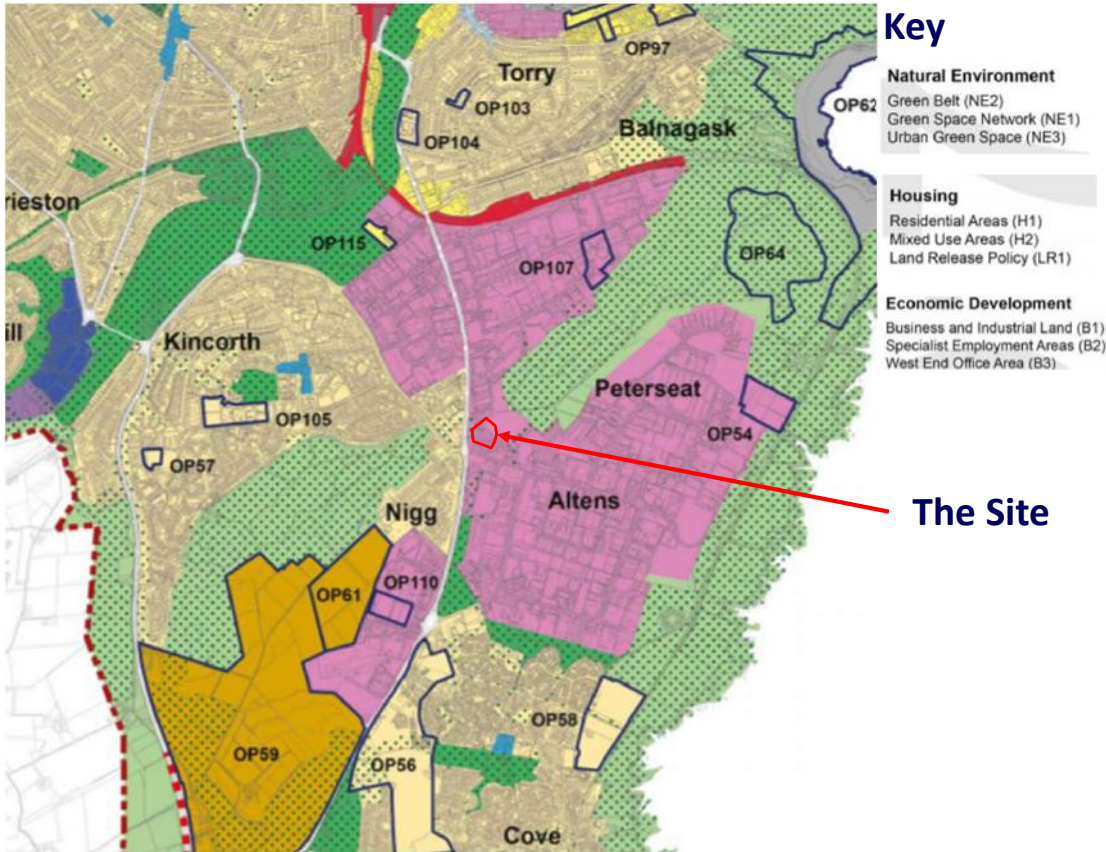 Key
Natural Environment
Green Belt (NE2)
Green Space Network (NE1)
Urban Green Space (NE3)
Housing
Residential Areas (H1)
Mixed Use Areas (H2)
Land Release Policy (LR1)
Economic Development
Business and Industrial Land (B1)
Specialist Employment Areas (B2)
West End Office Area (B3)
The Site
OP97
Torry
OP103
OP62
OP104
Balnagask
rieston
OP115
OP107
OP64
ill
Kincorth
Peterseat
OP105
OP54
OP57
Altens
Nigg
OP61
OP110
OP58
OP59
OP56
Cove